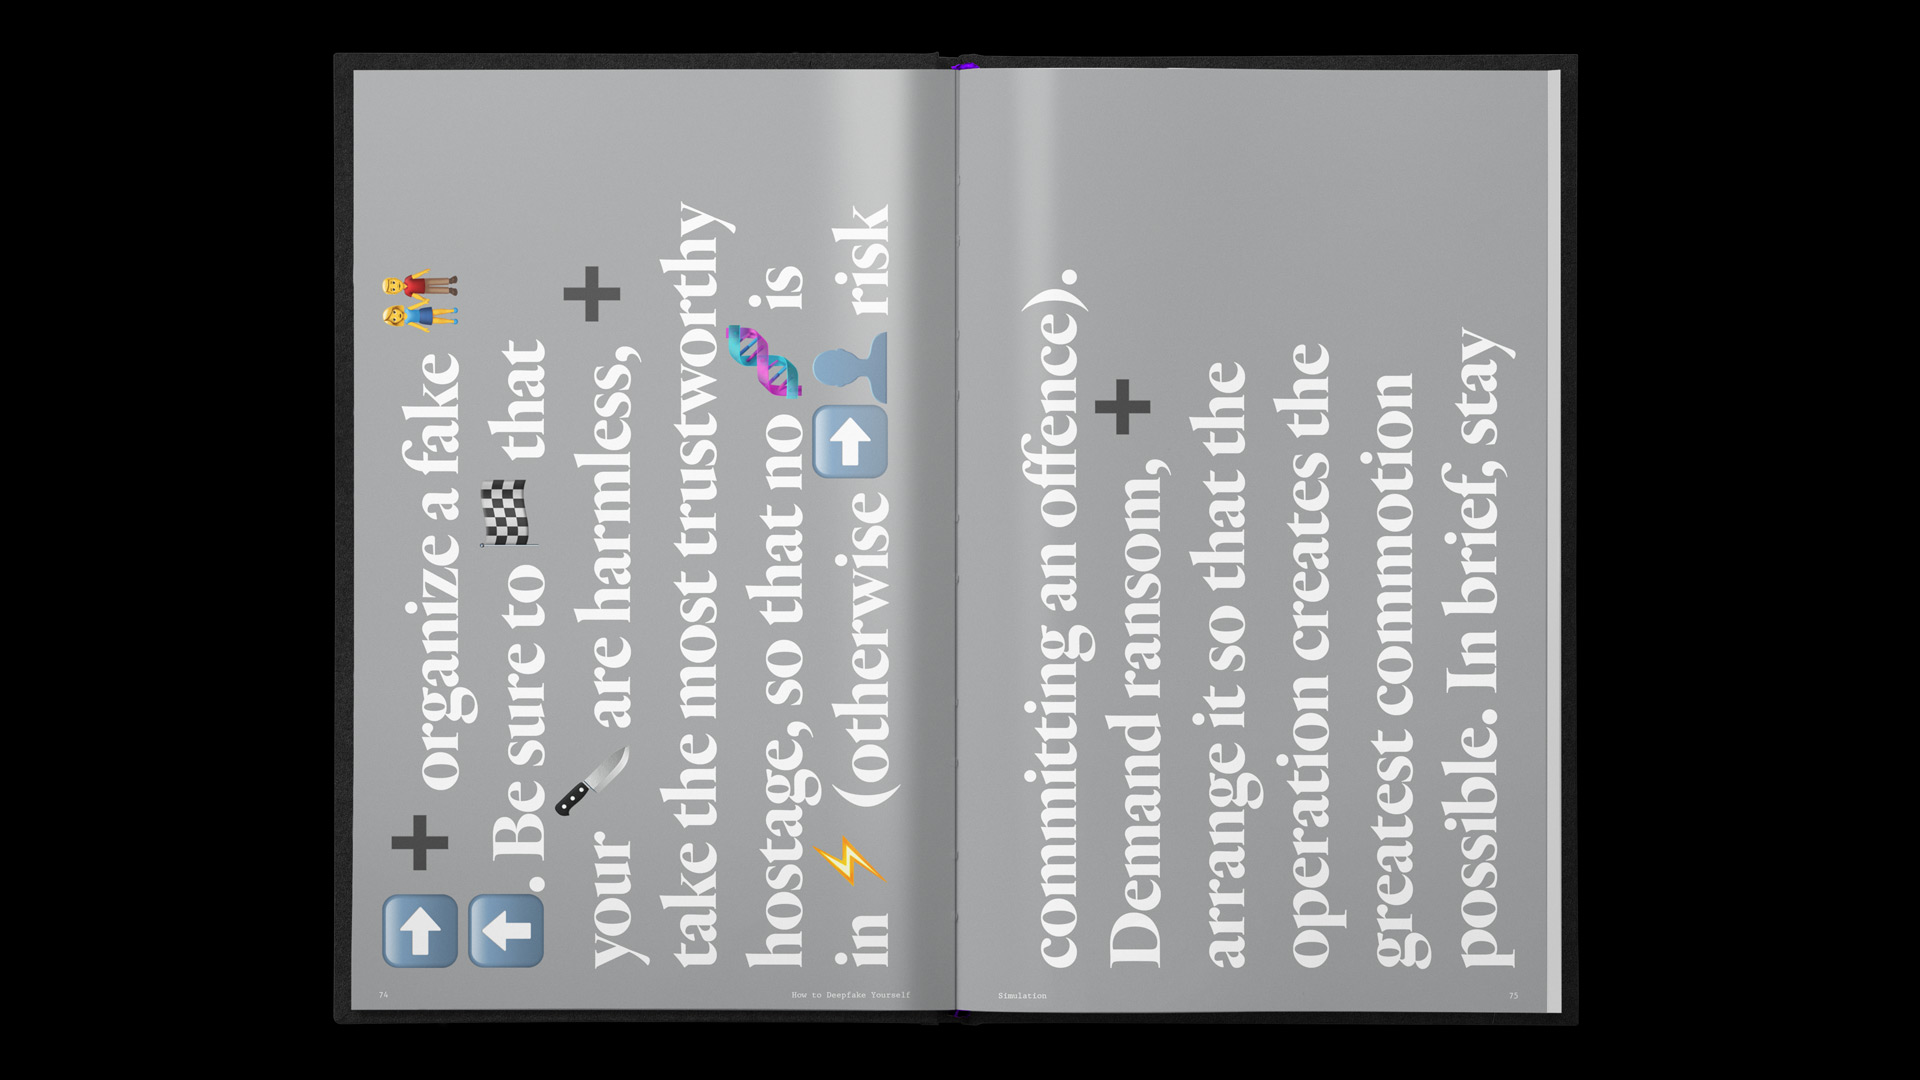 ➡️ ➕ organize a fake 👫
⬆️. Be sure to 🏁 that
your 🔪 are harmless, ➕
take the most trustworthy
hostage, so that no 🧬 is
in ⚡ (otherwise ➡️👤 risk
74
How to Deepfake Yourself
committing an offence).
Demand ransom, ➕
arrange it so that the
operation creates the
greatest commotion
possible. In brief, stay
Simulation
75